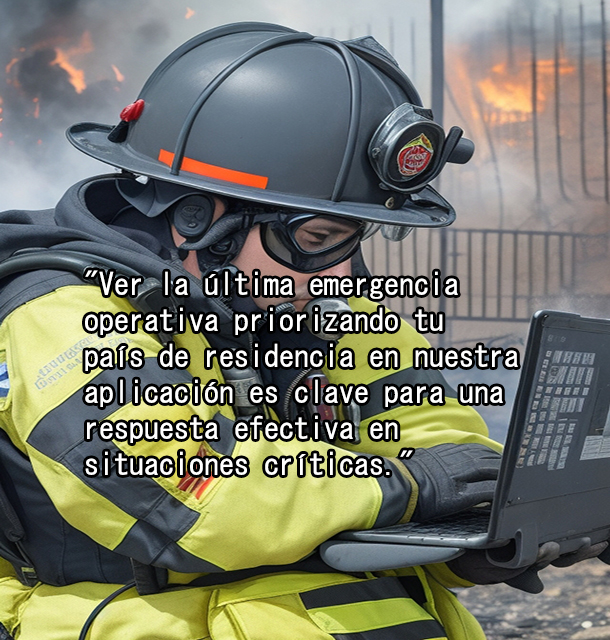 "Ver la última emergencia
operativa priorizando tu
país de residencia en nuestra
aplicación es clave para una
respuesta efectiva en
situaciones críticas."